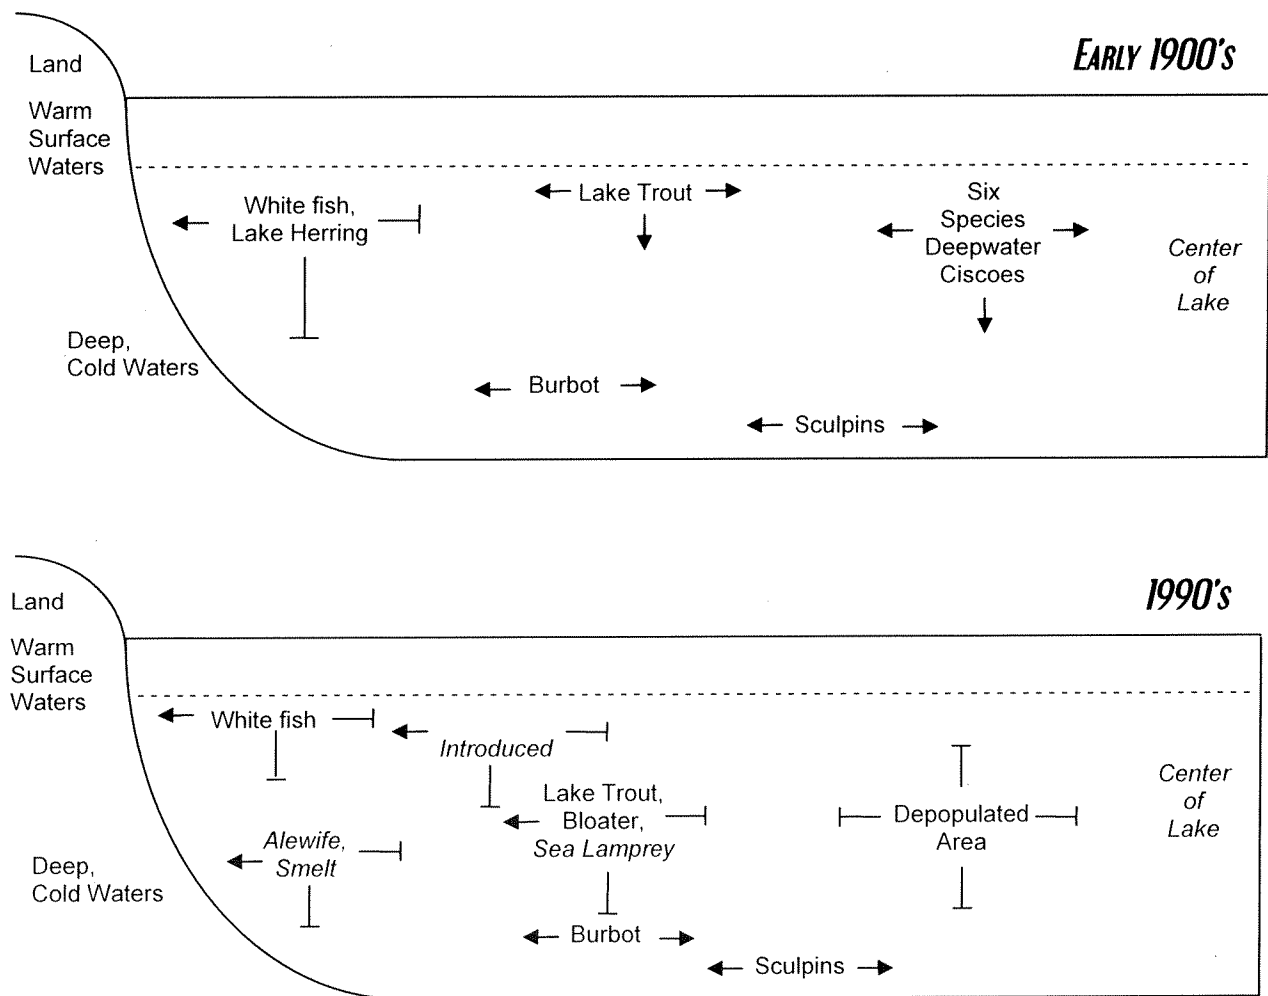 EARLY 1900's
Land
Warm
Surface
Waters
White fish,
Lake Herring
Lake Trout
Six
Species
Deepwater
Ciscoes
Center
of
Lake
Deep,
Cold Waters
Burbot
Sculpins
1990's
Land
Warm
Surface
Waters
White fish
Introduced
Lake Trout,
Bloater,
Sea Lamprey
Depopulated
Area
Center
of
Lake
Alewife,
Smelt
Deep,
Cold Waters
Burbot
Sculpins